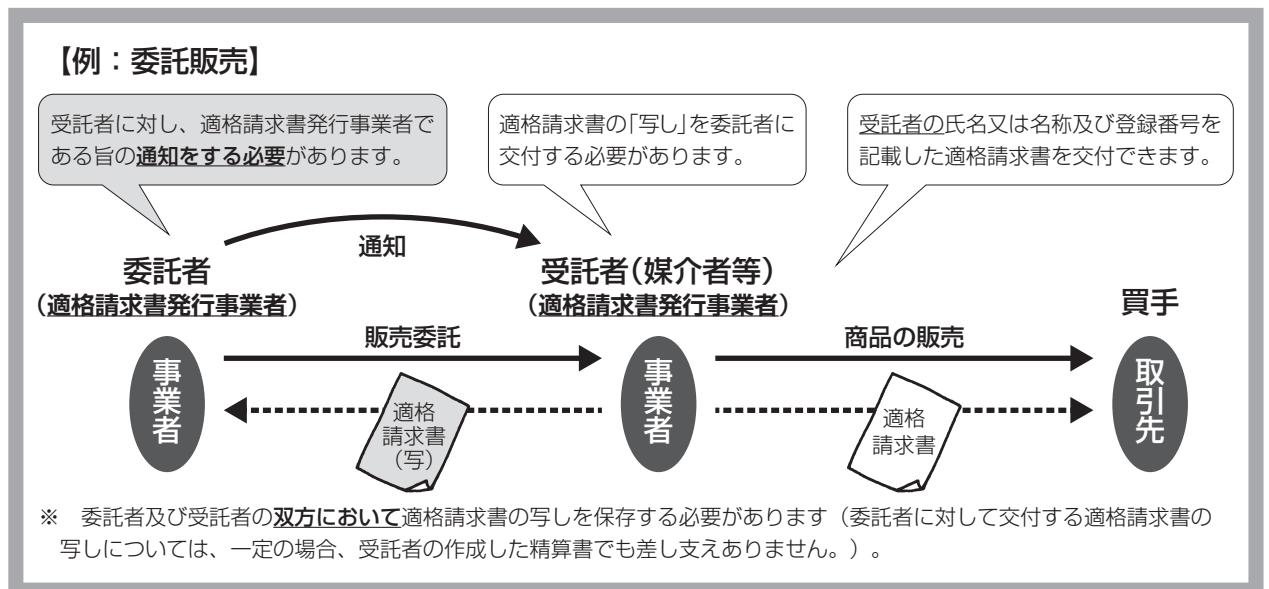 【例：委託販売】
受託者に対し、適格請求書発行事業者で
ある旨の通知をする必要があります。
適格請求書の「写し」を委託者に
交付する必要があります。
受託者の氏名又は名称及び登録番号を
記載した適格請求書を交付できます。
通知
委託者
（適格請求書発行事業者）
受託者（媒介者等）
（適格請求書発行事業者）
買手
販売委託
商品の販売
事業者
事業者
取引先
適格
請求書
（写）
適格
請求書
※　委託者及び受託者の双方において適格請求書の写しを保存する必要があります（委託者に対して交付する適格請求書の
写しについては、一定の場合、受託者の作成した精算書でも差し支えありません。）。